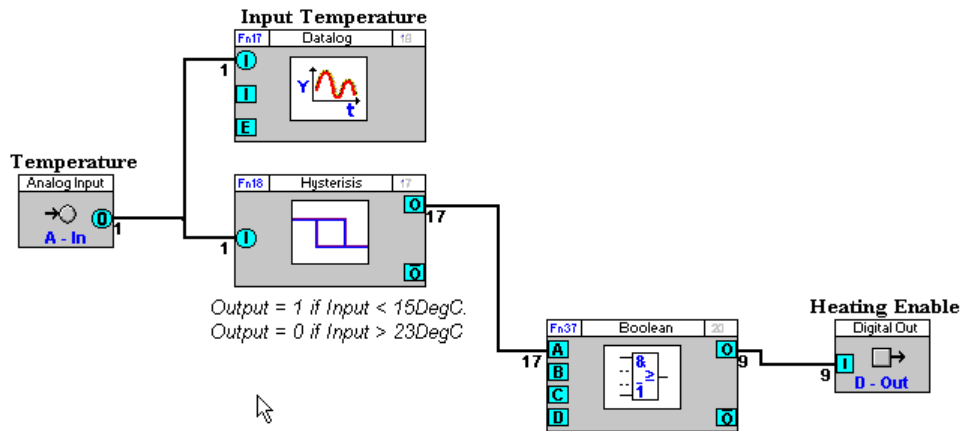 Input Temperature
Fn17 Datalog 18
I
1
I
E
Y
t
Temperature
Analog Input
O
1
A - In
Fn18 Hysterisis 17
O
17
I
1
O
Output = 1 if Input < 15DegC.
Output = 0 if Input > 23DegC
Heating Enable
Fn37 Boolean 20
Digital Out
A
17
B
C
D
&
≥
1
O
9
O
I
9
D - Out